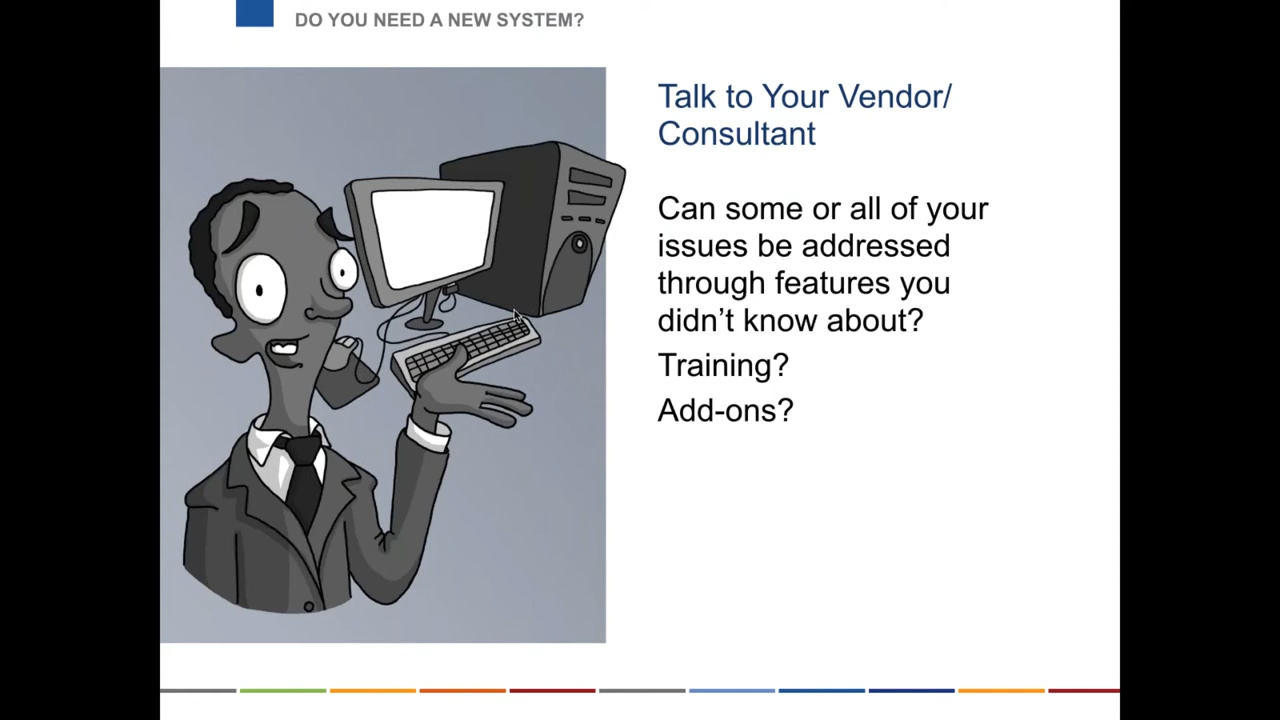 DO YOU NEED A NEW SYSTEM?
Talk to Your Vendor/
Consultant
Can some or all of your
issues be addressed
through features you
didn’t know about?
Training?
Add-ons?